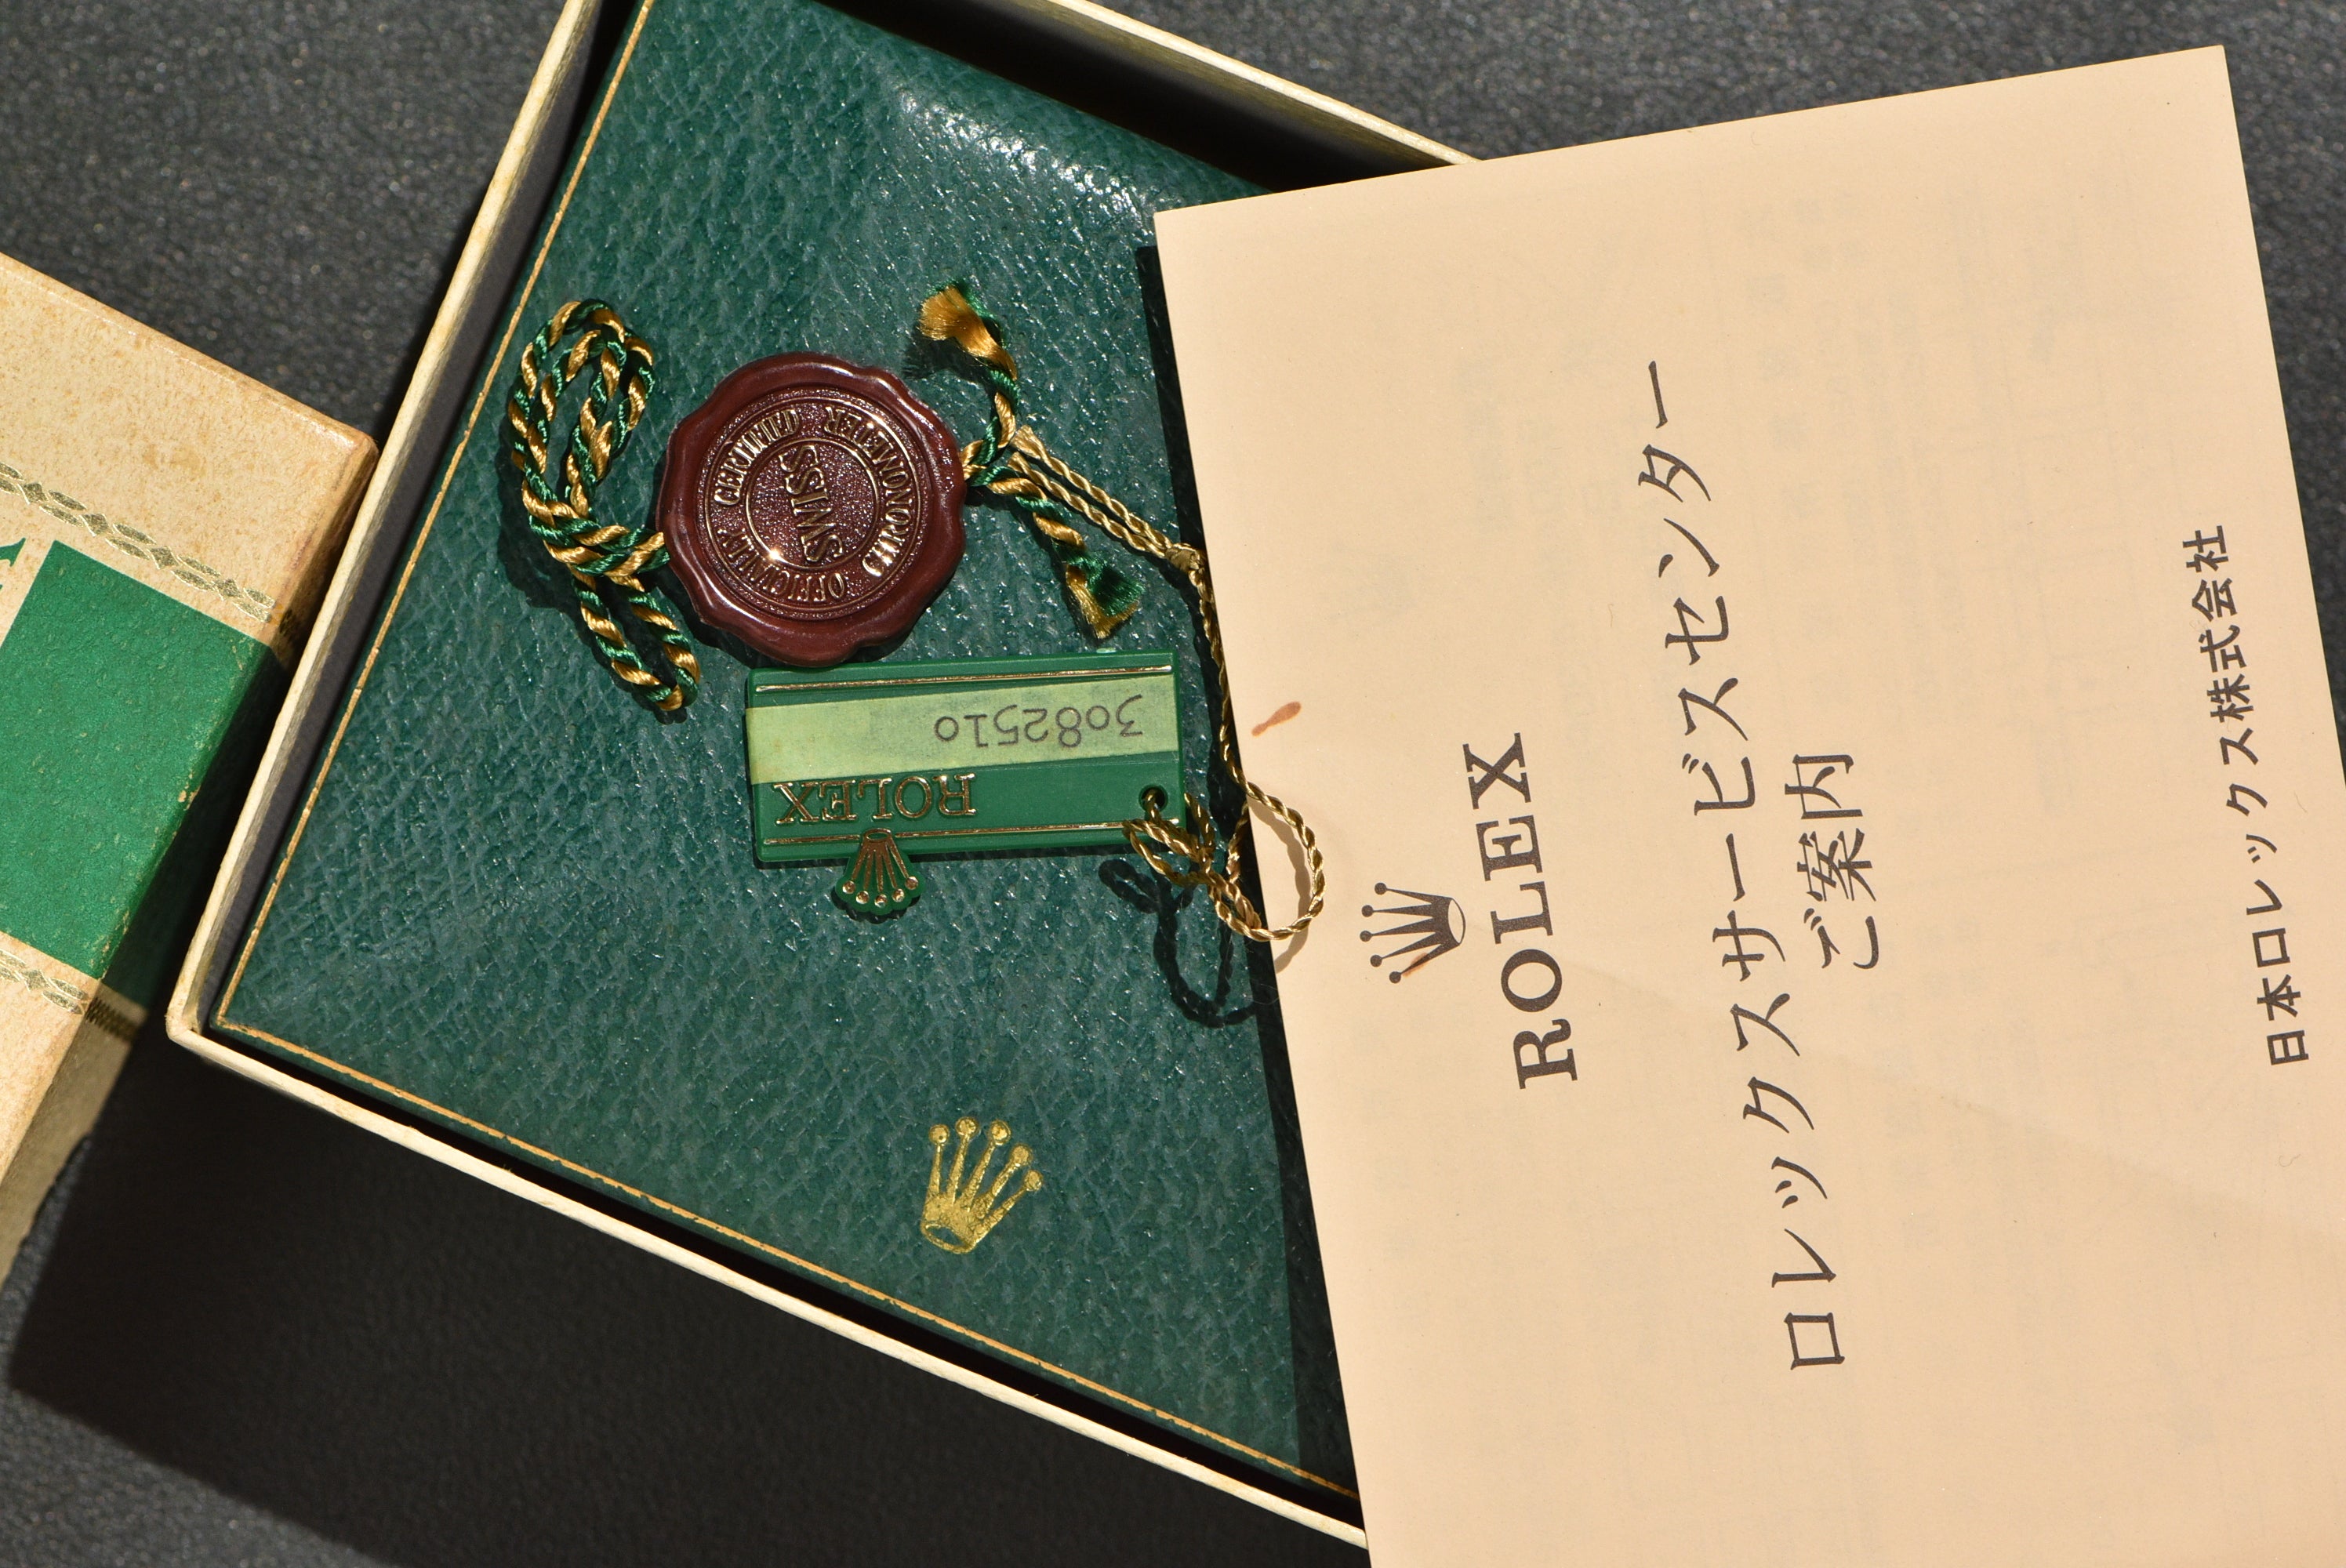 OFFICIALLY CERTIFIED CHRONOMETER
SWISS
3082510
ROLEX
ROLEX
ロレックスサービスセンター
ご案内
日本ロレックス株式会社